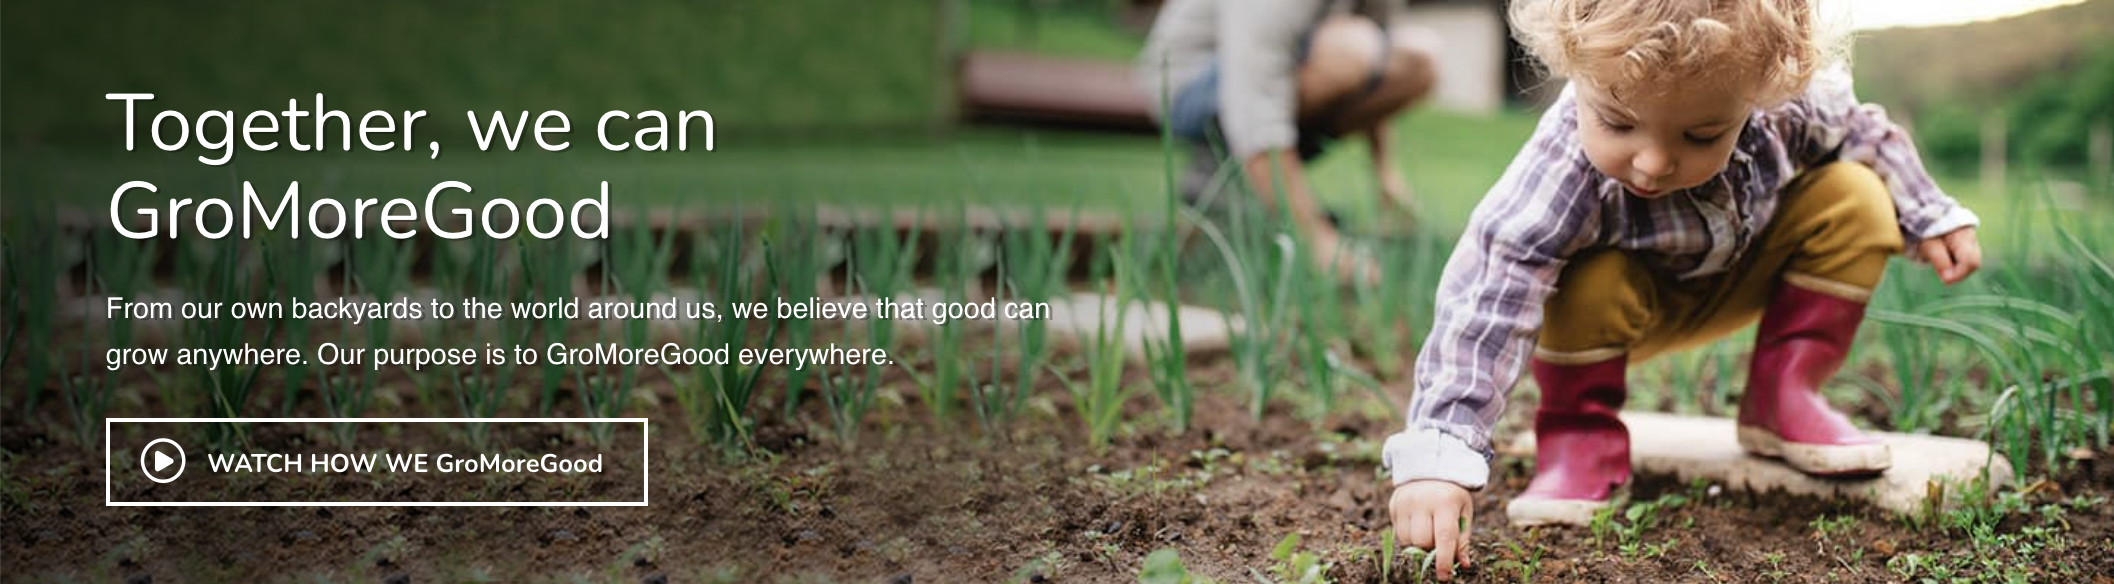 Together, we can
GroMoreGood
From our own backyards to the world around us, we believe that good can
grow anywhere. Our purpose is to GroMoreGood everywhere.
WATCH HOW WE GroMoreGood